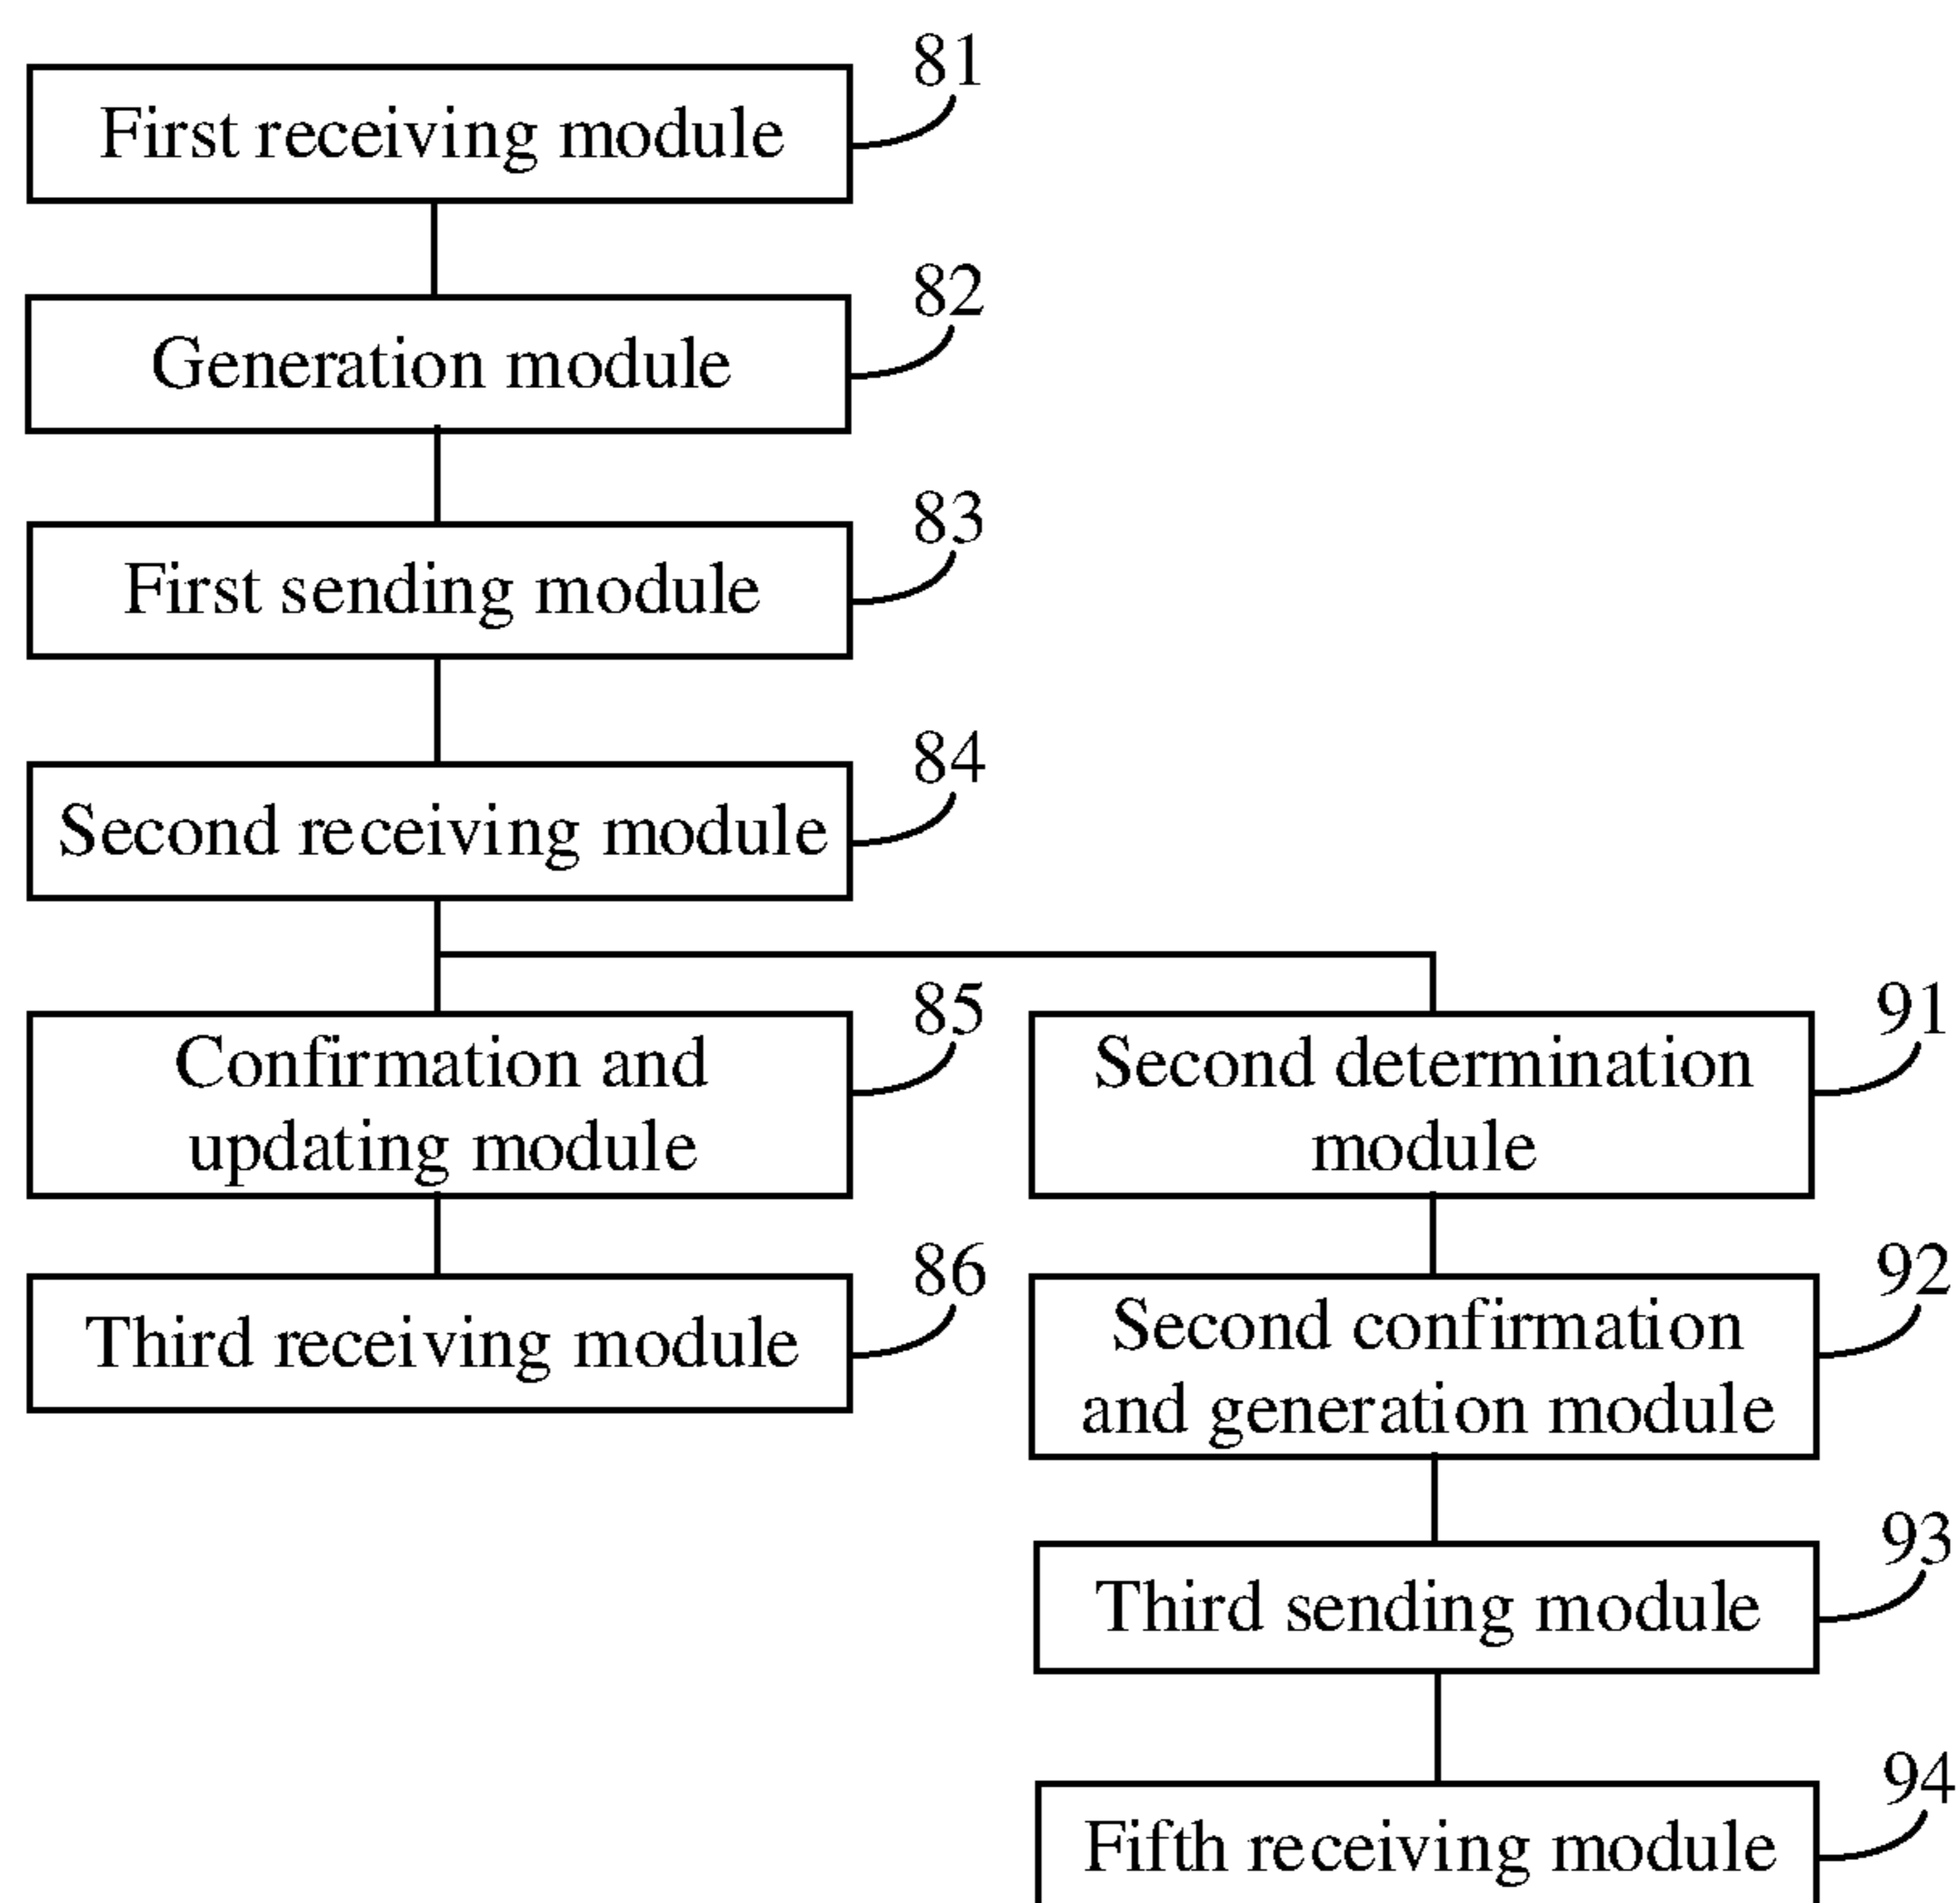 81
First receiving module
82
Generation module
83
First sending module
84
Second receiving module
85
Confirmation and
updating module
86
Third receiving module
91
Second determination
module
92
Second confirmation
and generation module
93
Third sending module
94
Fifth receiving module